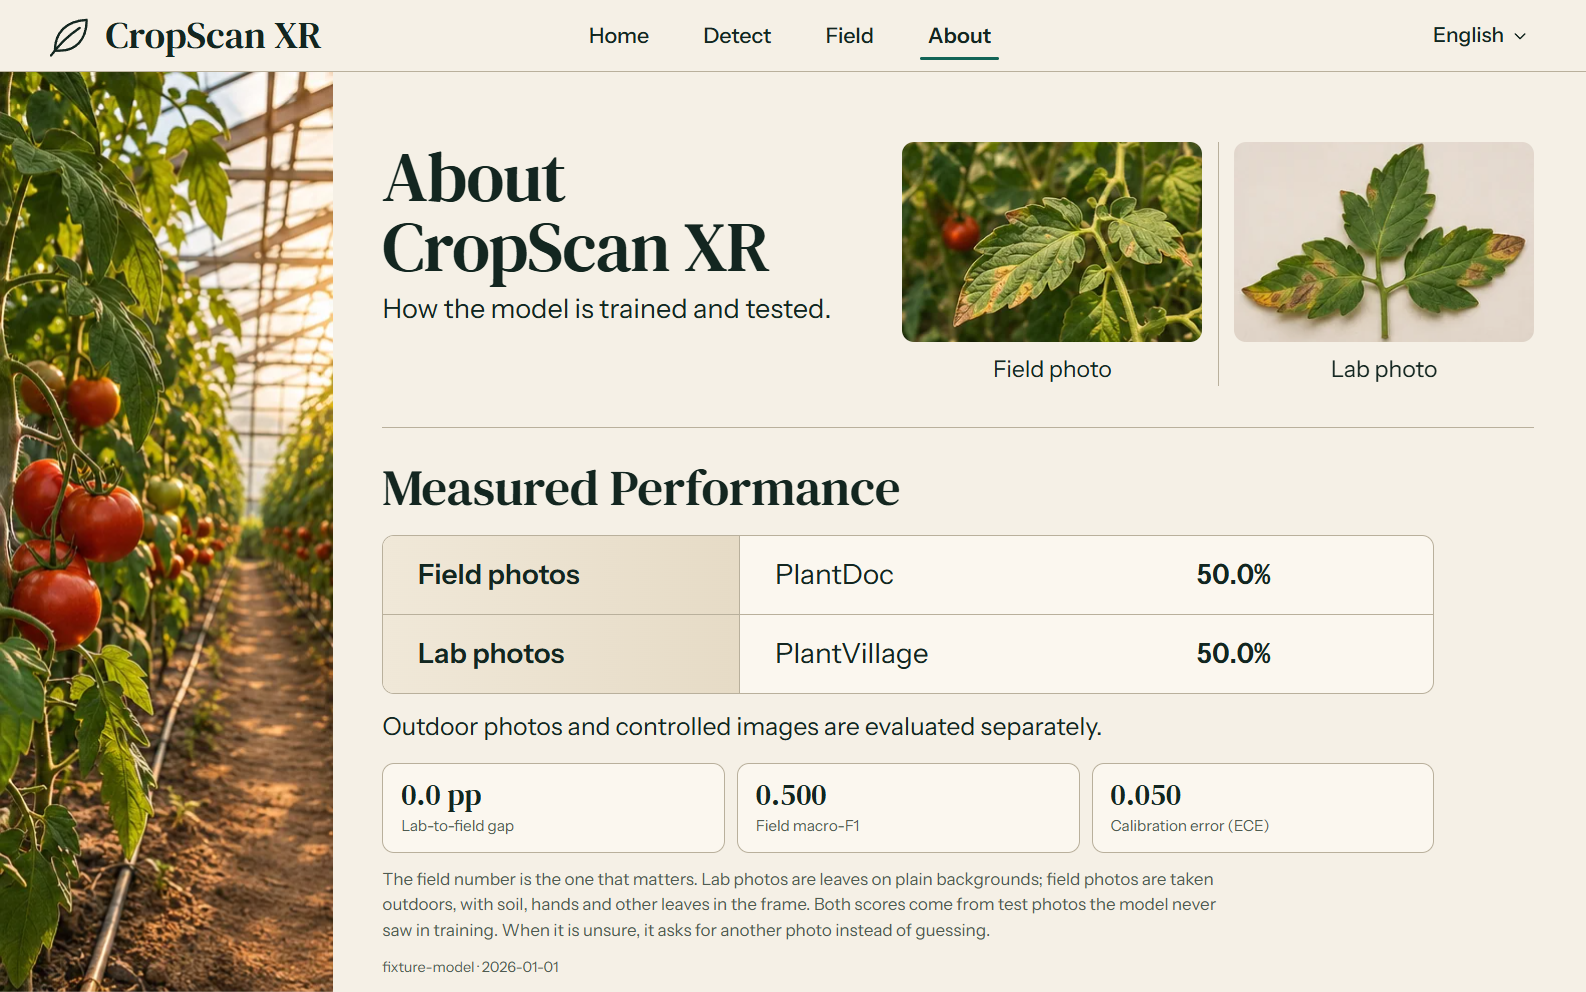 CropScan XR
Home
Detect
Field
About
English
About
CropScan XR
How the model is trained and tested.
Field photo
Lab photo
Measured Performance
Field photos PlantDoc 50.0%
Lab photos PlantVillage 50.0%
Outdoor photos and controlled images are evaluated separately.
0.0 pp
Lab-to-field gap
0.500
Field macro-F1
0.050
Calibration error (ECE)
The field number is the one that matters. Lab photos are leaves on plain backgrounds; field photos are taken
outdoors, with soil, hands and other leaves in the frame. Both scores come from test photos the model never
saw in training. When it is unsure, it asks for another photo instead of guessing.
fixture-model · 2026-01-01